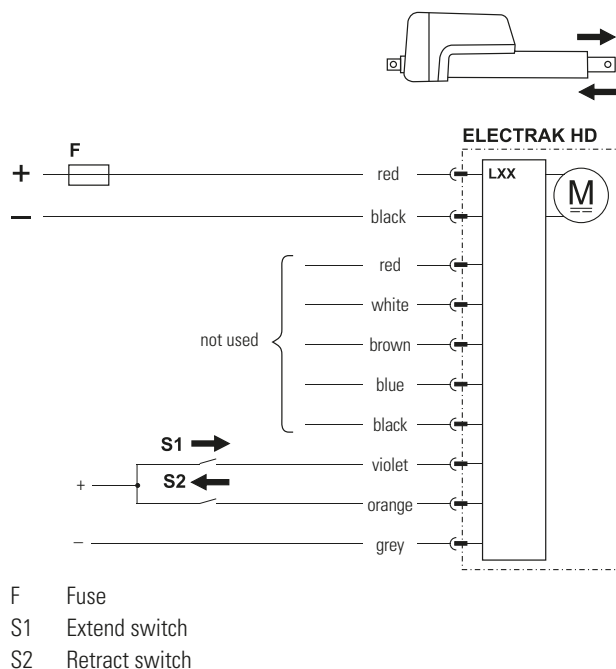 ELECTRAK HD
F
+ red LXX M
− black
red
white
not used brown
blue
black
S1 violet
+ S2
orange
− grey
F Fuse
S1 Extend switch
S2 Retract switch